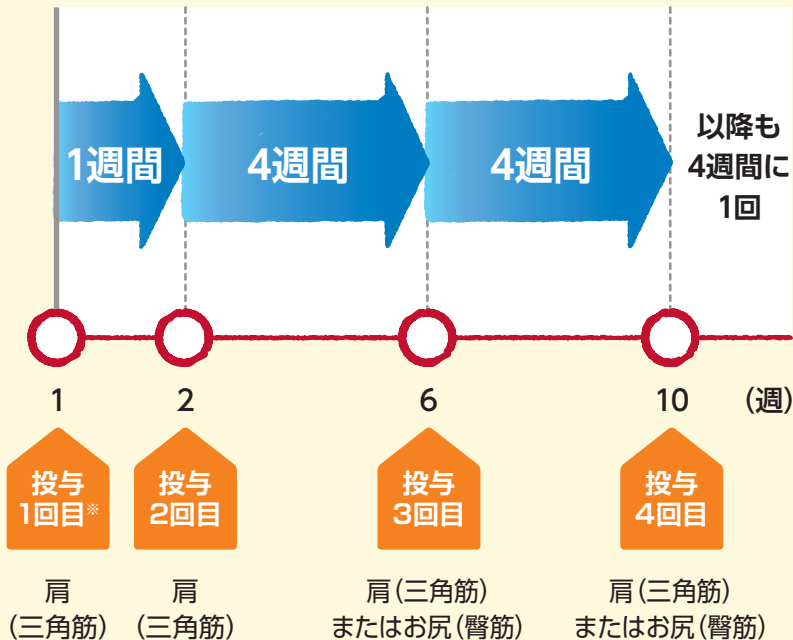 1週間
4週間
4週間
以降も
4週間に
1回
1
2
6
10
(週)
投与
1回目※
投与
2回目
投与
3回目
投与
4回目
肩
(三角筋)
肩
(三角筋)
肩(三角筋)
またはお尻(臀筋)
肩(三角筋)
またはお尻(臀筋)